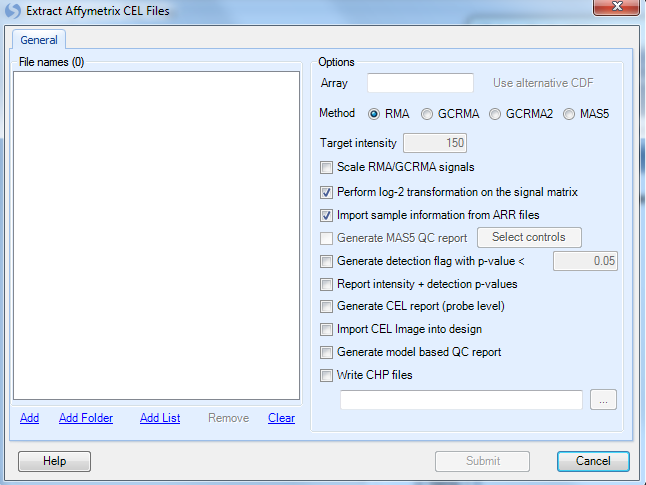 Extract Affymetrix CEL Files
General
File names (0)
Options
Array
Use alternative CDF
Method RMA GCRMA GCRMA2 MAS5
Target intensity 150
Scale RMA/GCRMA signals
Perform log-2 transformation on the signal matrix
Import sample information from ARR files
Generate MAS5 QC report Select controls
Generate detection flag with p-value < 0.05
Report intensity + detection p-values
Generate CEL report (probe level)
Import CEL Image into design
Generate model based QC report
Write CHP files
...
Add Add Folder Add List Remove Clear
Help Submit Cancel